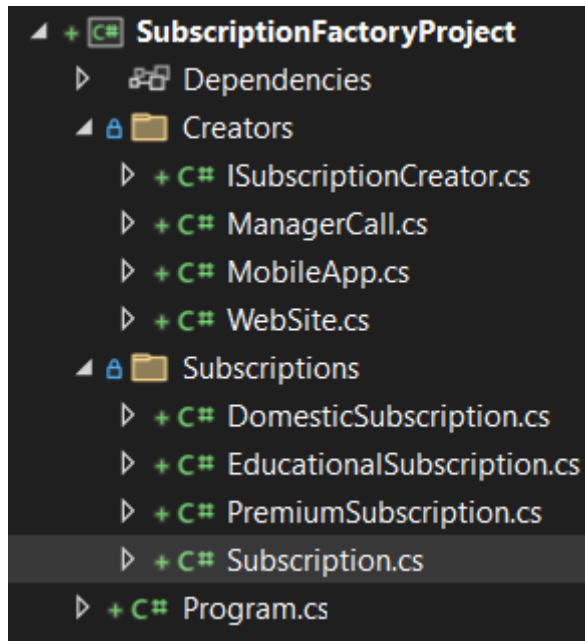 C# SubscriptionFactoryProject
Dependencies
Creators
+ C# ISubscriptionCreator.cs
+ C# ManagerCall.cs
+ C# MobileApp.cs
+ C# WebSite.cs
Subscriptions
+ C# DomesticSubscription.cs
+ C# EducationalSubscription.cs
+ C# PremiumSubscription.cs
+ C# Subscription.cs
+ C# Program.cs